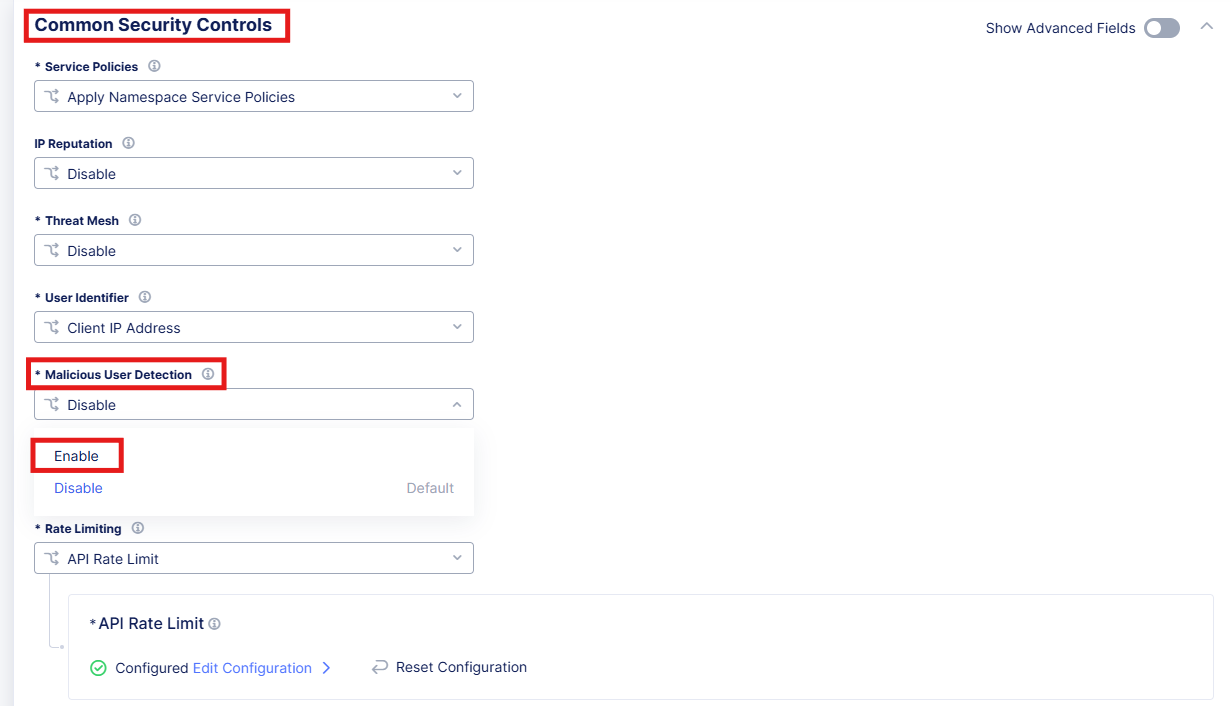 Common Security Controls
Show Advanced Fields
* Service Policies
Apply Namespace Service Policies
IP Reputation
Disable
* Threat Mesh
Disable
* User Identifier
Client IP Address
* Malicious User Detection
Disable
Enable
Disable Default
* Rate Limiting
API Rate Limit
* API Rate Limit
Configured Edit Configuration Reset Configuration